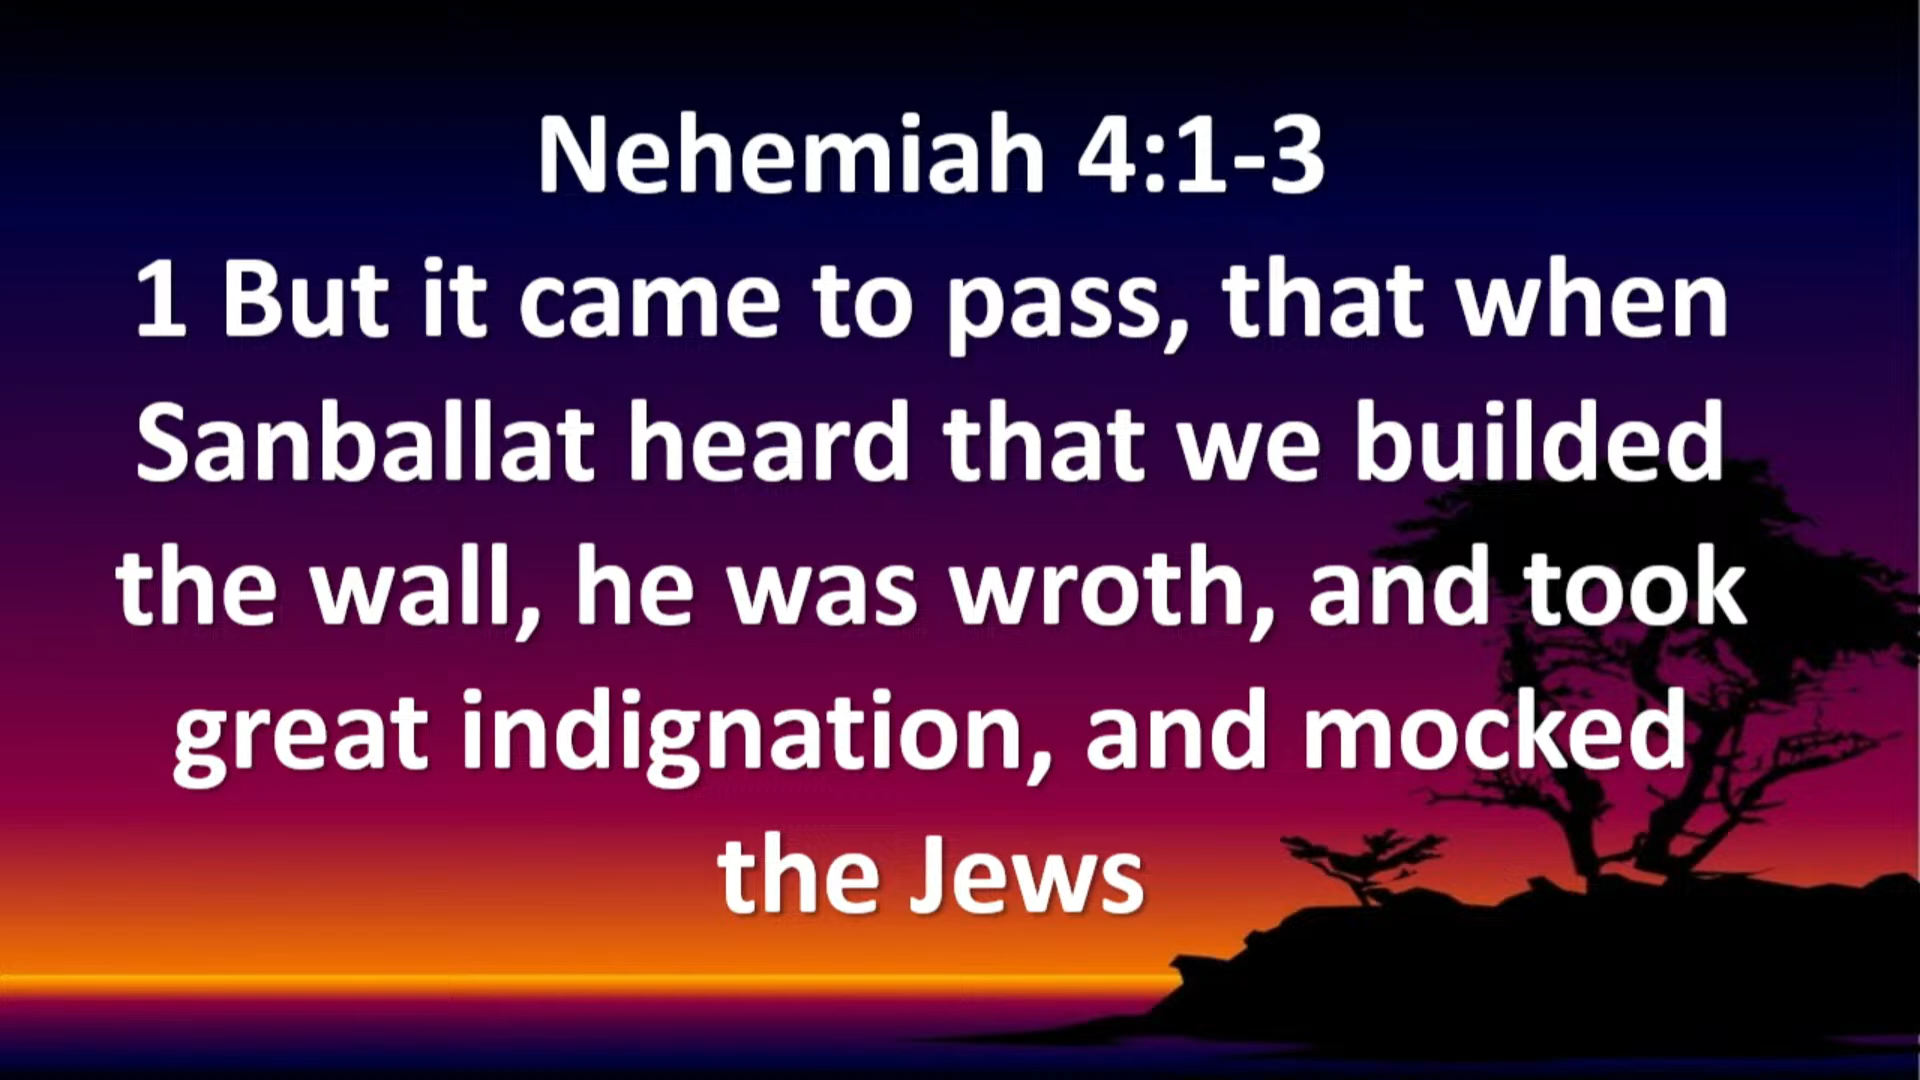 Nehemiah 4:1-3
1 But it came to pass, that when
Sanballat heard that we builded
the wall, he was wroth, and took
great indignation, and mocked
the Jews